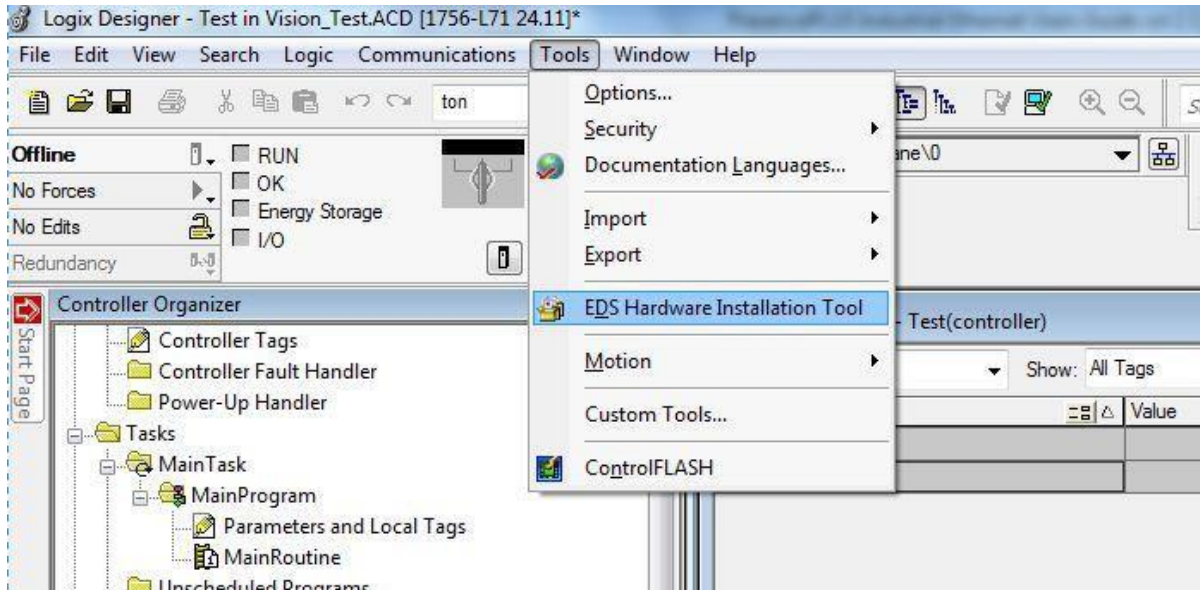 Logix Designer - Test in Vision_Test.ACD [1756-L71 24.11]*
File Edit View Search Logic Communications Tools Window Help
ton
Options...
Security
Documentation Languages...
Import
Export
EDS Hardware Installation Tool
Motion
Custom Tools...
ControlFLASH
Offline
RUN
No Forces
OK
No Edits
Energy Storage
I/O
Redundancy
ane\0
Start Page
Controller Organizer
Controller Tags
Controller Fault Handler
Power-Up Handler
Tasks
MainTask
MainProgram
Parameters and Local Tags
MainRoutine
Unscheduled Programs
- Test(controller)
Show: All Tags
Value